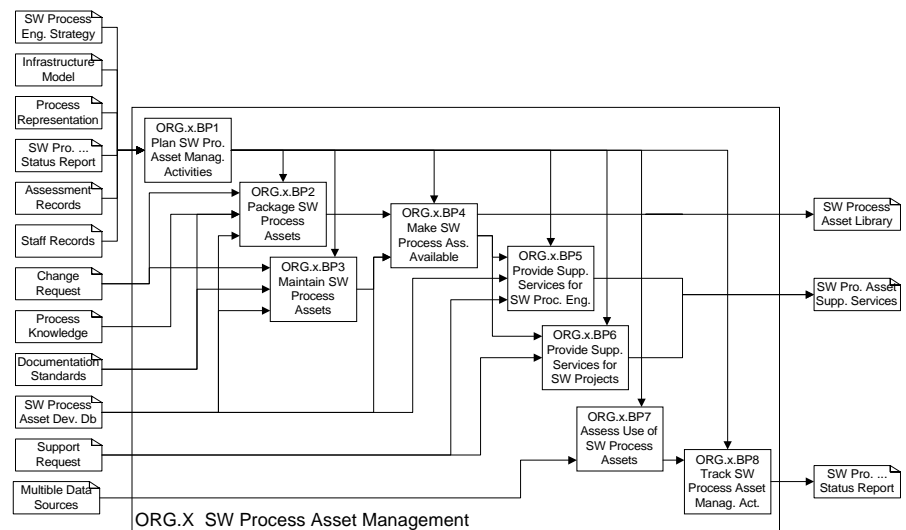 SW Process
Eng. Strategy
Infrastructure
Model
Process
Representation
SW Pro. ...
Status Report
Assessment
Records
Staff Records
Change
Request
Process
Knowledge
Documentation
Standards
SW Process
Asset Dev. Db
Support
Request
Multiple Data
Sources
ORG.x.BP1
Plan SW Pro.
Asset Manag.
Activities
ORG.x.BP2
Package SW
Process
Assets
ORG.x.BP3
Maintain SW
Process
Assets
ORG.x.BP4
Make SW
Process Ass.
Available
ORG.x.BP5
Provide Supp.
Services for
SW Proc. Eng.
ORG.x.BP6
Provide Supp.
Services for
SW Projects
ORG.x.BP7
Assess Use of
SW Process
Assets
ORG.x.BP8
Track SW
Process Asset
Manag. Act.
SW Process
Asset Library
SW Pro. Asset
Supp. Services
SW Pro. ...
Status Report
ORG.X SW Process Asset Management